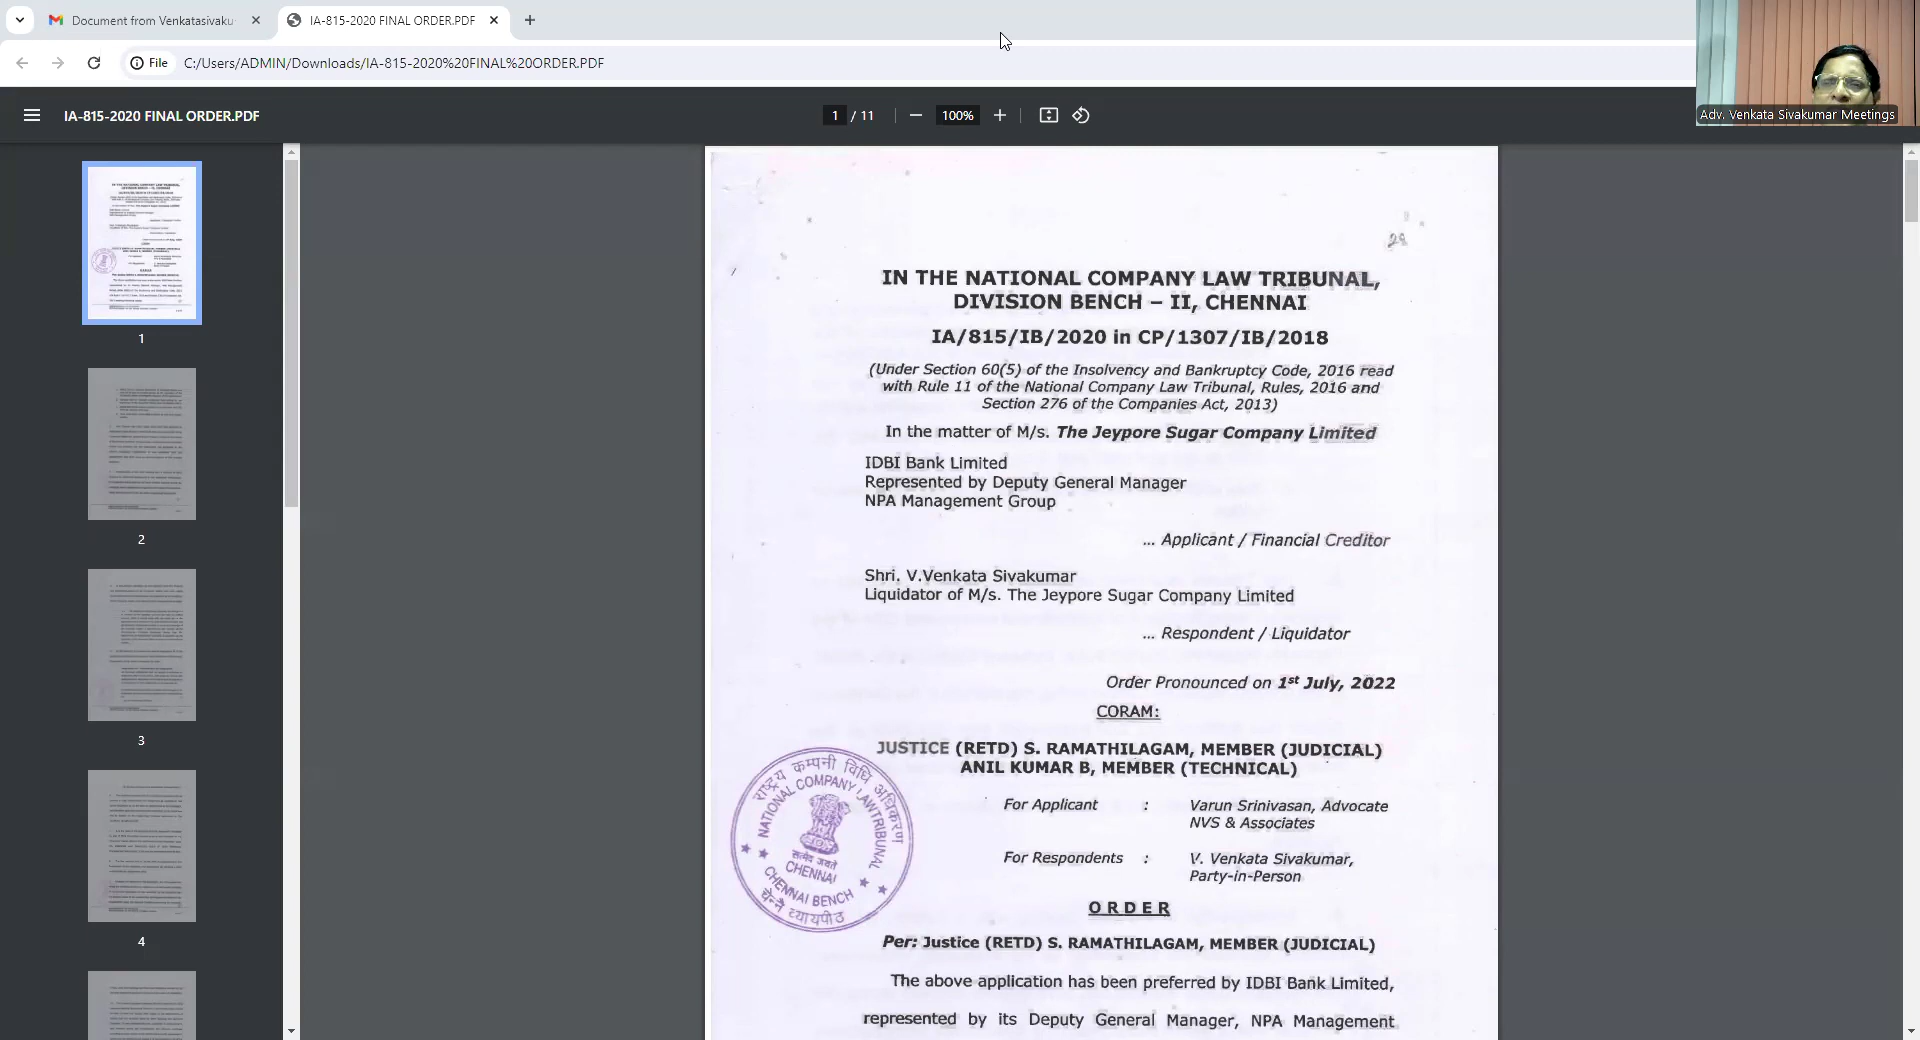 Document from Venkatasivaku
IA-815-2020 FINAL ORDER.PDF
File
C:/Users/ADMIN/Downloads/IA-815-2020%20FINAL%20ORDER.PDF
IA-815-2020 FINAL ORDER.PDF
1 / 11
100%
Adv. Venkata Sivakumar Meetings
1
2
3
4
28
IN THE NATIONAL COMPANY LAW TRIBUNAL,
DIVISION BENCH – II, CHENNAI
IA/815/IB/2020 in CP/1307/IB/2018
(Under Section 60(5) of the Insolvency and Bankruptcy Code, 2016 read
with Rule 11 of the National Company Law Tribunal, Rules, 2016 and
Section 276 of the Companies Act, 2013)
In the matter of M/s. The Jeypore Sugar Company Limited
IDBI Bank Limited
Represented by Deputy General Manager
NPA Management Group
... Applicant / Financial Creditor
Shri. V.Venkata Sivakumar
Liquidator of M/s. The Jeypore Sugar Company Limited
... Respondent / Liquidator
Order Pronounced on 1st July, 2022
CORAM:
JUSTICE (RETD) S. RAMATHILAGAM, MEMBER (JUDICIAL)
ANIL KUMAR B, MEMBER (TECHNICAL)
For Applicant : Varun Srinivasan, Advocate
NVS & Associates
For Respondents : V. Venkata Sivakumar,
Party-in-Person
राष्ट्रीय कम्पनी विधि अधिकरण
NATIONAL COMPANY LAW TRIBUNAL
सत्यमेव जयते
CHENNAI
CHENNAI BENCH
चेन्नै न्यायपीठ
ORDER
Per: Justice (RETD) S. RAMATHILAGAM, MEMBER (JUDICIAL)
The above application has been preferred by IDBI Bank Limited,
represented by its Deputy General Manager, NPA Management